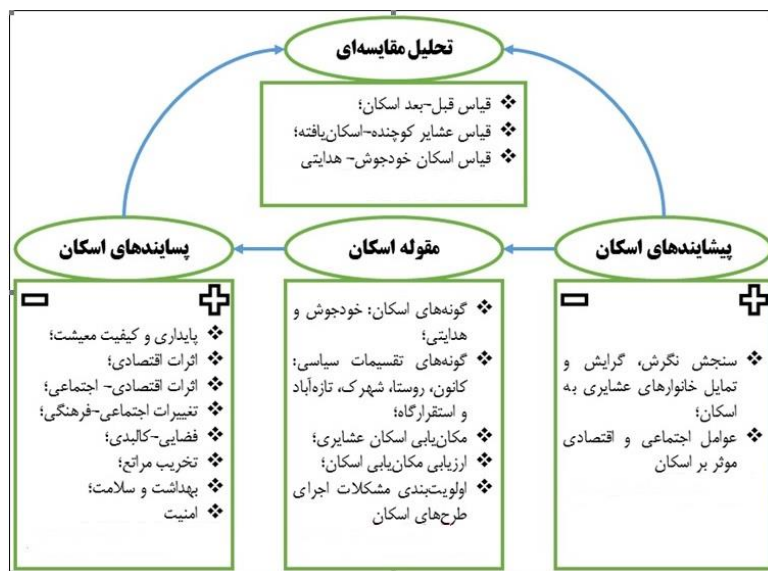 تحلیل مقایسه‌ای
❖ قیاس قبل-بعد اسکان؛
❖ قیاس عشایر کوچنده-اسکان‌یافته؛
❖ قیاس اسکان خودجوش- هدایتی
پیشایندهای اسکان
+ −
❖ سنجش نگرش، گرایش و
تمایل خانوارهای عشایری به
اسکان؛
❖ عوامل اجتماعی و اقتصادی
موثر بر اسکان
مقوله اسکان
❖ گونه‌های اسکان: خودجوش و
هدایتی؛
❖ گونه‌های تقسیمات سیاسی:
کانون، روستا، شهرک، تازه‌آباد
و استقرارگاه؛
❖ مکان‌یابی اسکان عشایری؛
❖ ارزیابی مکان‌یابی اسکان؛
❖ اولویت‌بندی مشکلات اجرای
طرح‌های اسکان
پسایندهای اسکان
+ −
❖ پایداری و کیفیت معیشت؛
❖ اثرات اقتصادی؛
❖ اثرات اقتصادی- اجتماعی؛
❖ تغییرات اجتماعی-فرهنگی؛
❖ فضایی-کالبدی؛
❖ تخریب مراتع؛
❖ بهداشت و سلامت؛
❖ امنیت